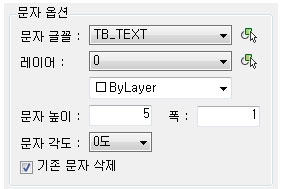 문자 옵션
문자 글꼴 : TB_TEXT
레이어 : 0
ByLayer
문자 높이 : 5 폭 : 1
문자 각도 : 0도
기존 문자 삭제